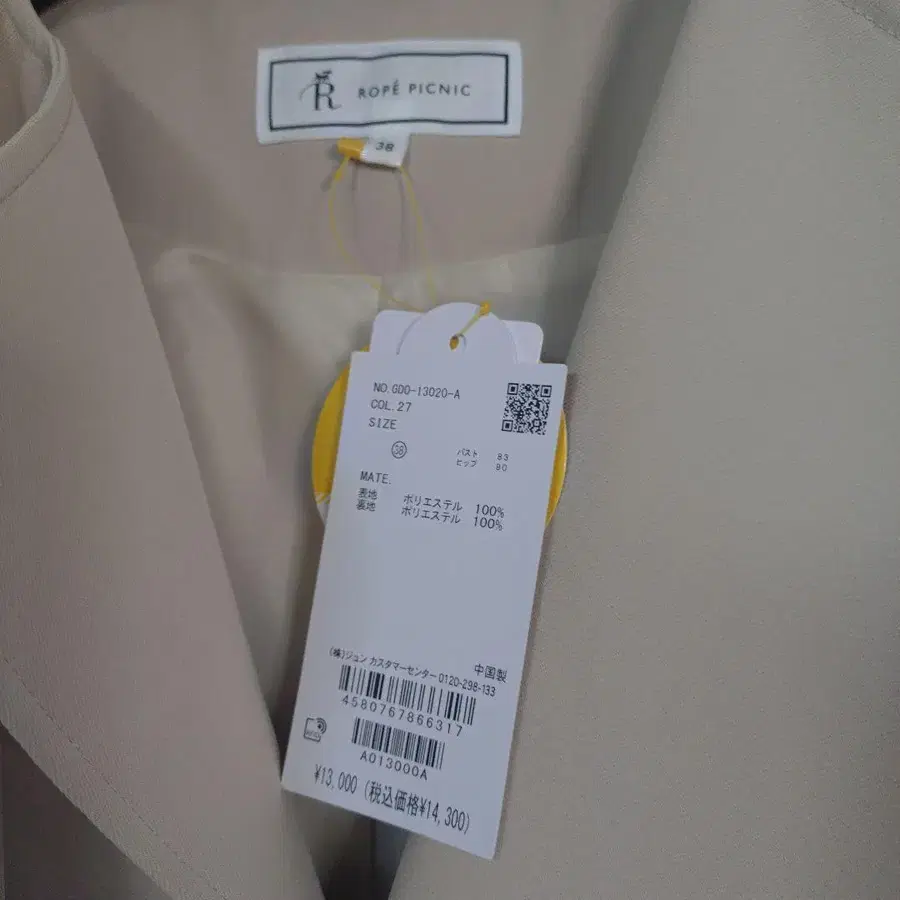 R ROPÉ PICNIC
38
NO.GDO-13020-A
COL.27
SIZE
38
バスト 83
ヒップ 90
MATE.
表地 ポリエステル 100%
裏地 ポリエステル 100%
中国製
(株)ジュン カスタマーセンター 0120-298-133
4580767866317
A013000A
¥13,000 (税込価格¥14,300)